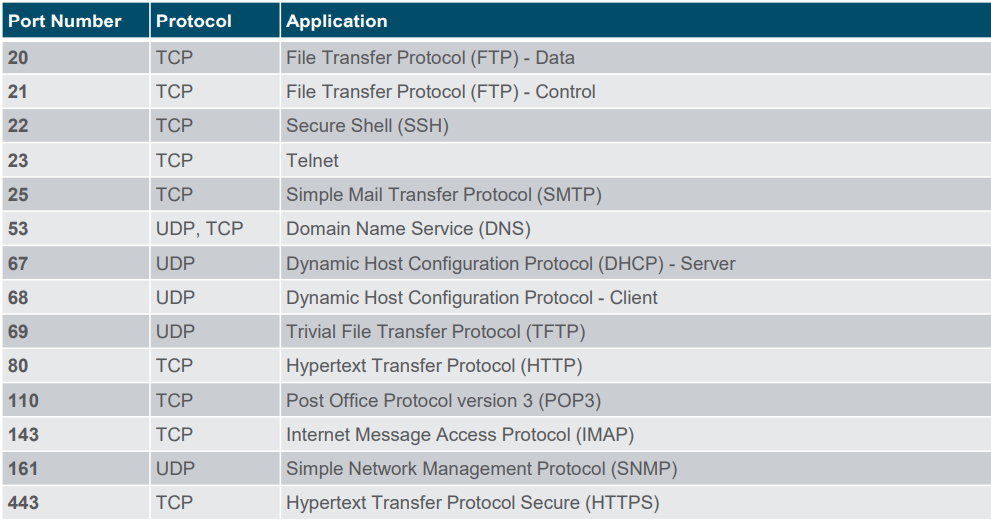 Port Number Protocol Application
20 TCP File Transfer Protocol (FTP) - Data
21 TCP File Transfer Protocol (FTP) - Control
22 TCP Secure Shell (SSH)
23 TCP Telnet
25 TCP Simple Mail Transfer Protocol (SMTP)
53 UDP, TCP Domain Name Service (DNS)
67 UDP Dynamic Host Configuration Protocol (DHCP) - Server
68 UDP Dynamic Host Configuration Protocol - Client
69 UDP Trivial File Transfer Protocol (TFTP)
80 TCP Hypertext Transfer Protocol (HTTP)
110 TCP Post Office Protocol version 3 (POP3)
143 TCP Internet Message Access Protocol (IMAP)
161 UDP Simple Network Management Protocol (SNMP)
443 TCP Hypertext Transfer Protocol Secure (HTTPS)